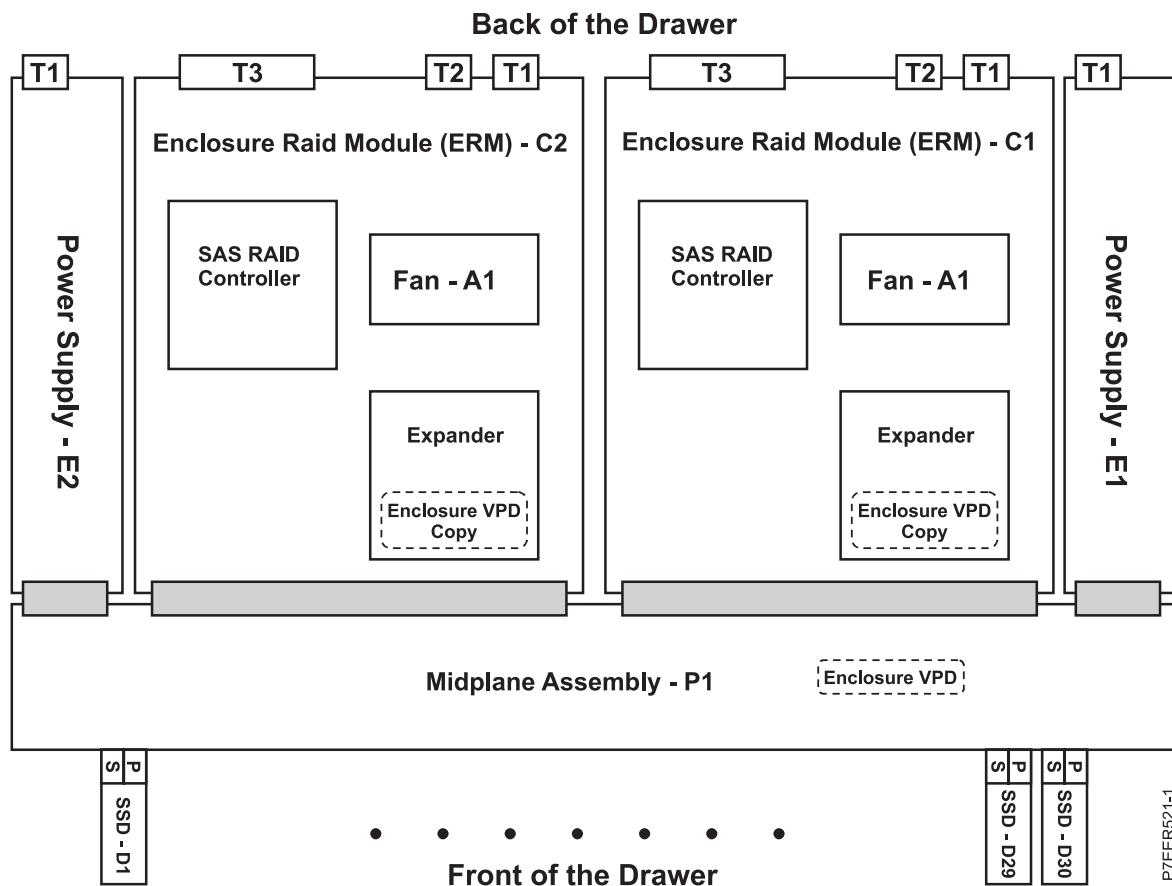 Back of the Drawer
T1
T3
T2
T1
T3
T2
T1
T1
Enclosure Raid Module (ERM) - C2
Enclosure Raid Module (ERM) - C1
Power Supply - E2
SAS RAID
Controller
Fan - A1
SAS RAID
Controller
Fan - A1
Power Supply - E1
Expander
Enclosure VPD
Copy
Expander
Enclosure VPD
Copy
Midplane Assembly - P1
Enclosure VPD
S
P
S
P
S
P
SSD - D1
SSD - D29
SSD - D30
Front of the Drawer
P7EEB521-1